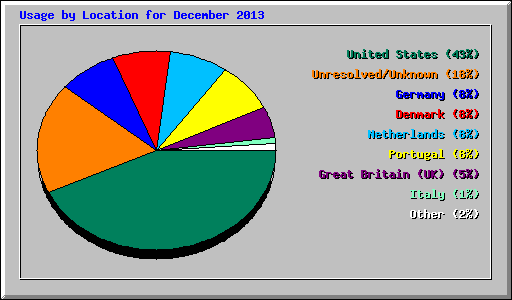 Usage by Location for December 2013
United States (43%)
Unresolved/Unknown (18%)
Germany (8%)
Denmark (8%)
Netherlands (8%)
Portugal (8%)
Great Britain (UK) (5%)
Italy (1%)
Other (2%)